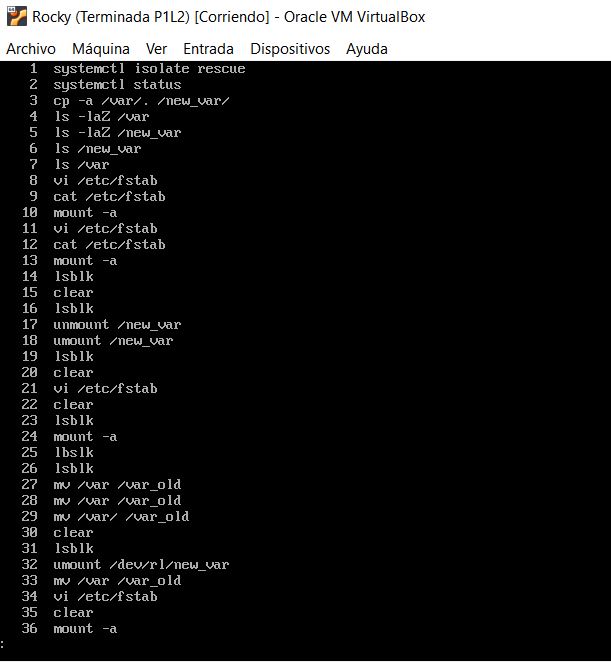 Rocky (Terminada P1L2) [Corriendo] - Oracle VM VirtualBox
Archivo Máquina Ver Entrada Dispositivos Ayuda
1 systemctl isolate rescue
2 systemctl status
3 cp -a /var/. /new_var/
4 ls -laZ /var
5 ls -laZ /new_var
6 ls /new_var
7 ls /var
8 vi /etc/fstab
9 cat /etc/fstab
10 mount -a
11 vi /etc/fstab
12 cat /etc/fstab
13 mount -a
14 lsblk
15 clear
16 lsblk
17 unmount /new_var
18 umount /new_var
19 lsblk
20 clear
21 vi /etc/fstab
22 clear
23 lsblk
24 mount -a
25 lbslk
26 lsblk
27 mv /var /var_old
28 mv /var /var_old
29 mv /var/ /var_old
30 clear
31 lsblk
32 umount /dev/rl/new_var
33 mv /var /var_old
34 vi /etc/fstab
35 clear
36 mount -a
: